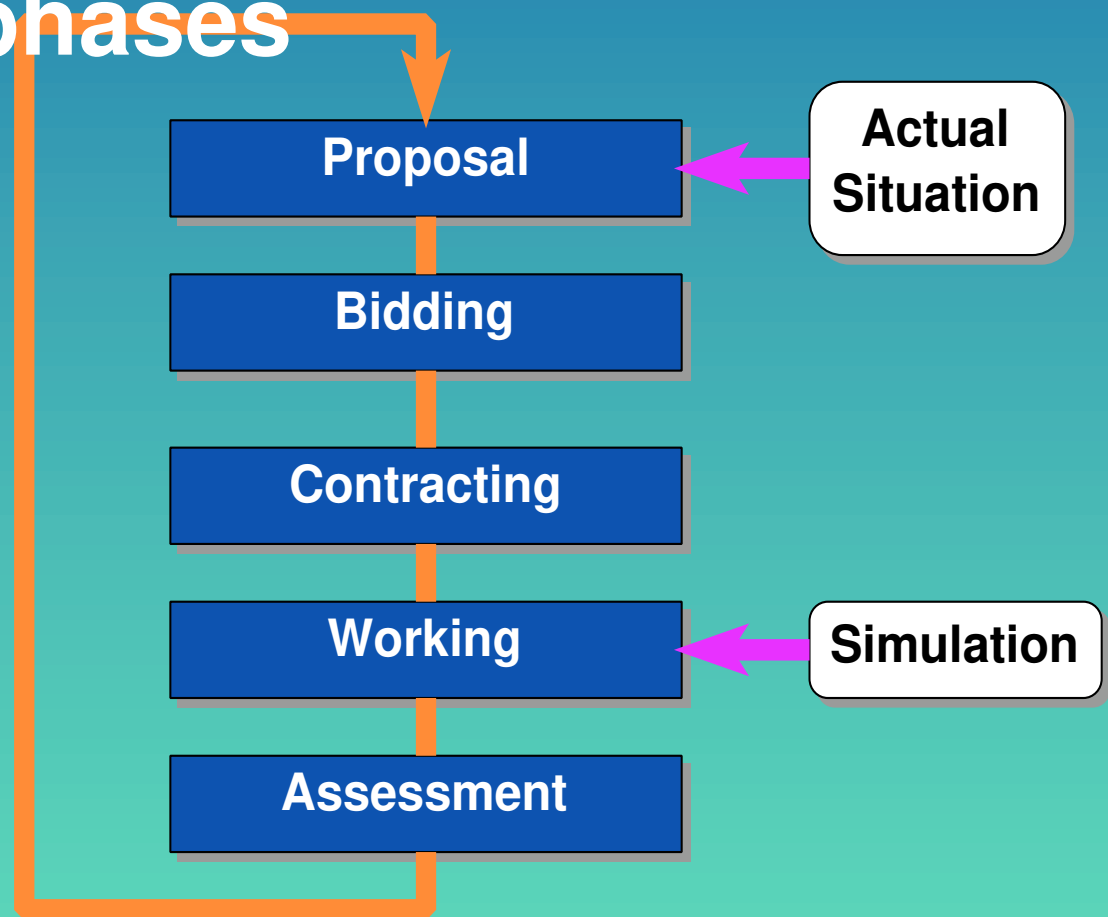 phases
Proposal
Actual
Situation
Bidding
Contracting
Working
Simulation
Assessment